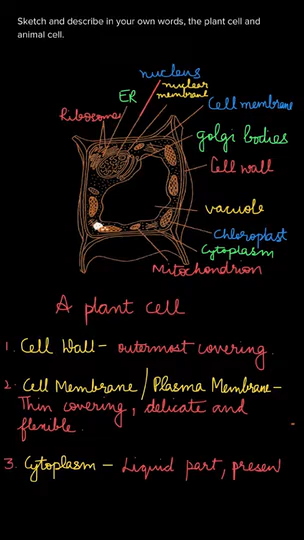 Sketch and describe in your own words, the plant cell and
animal cell.
nucleus
nuclear
membrane
ER
Cell membrane
Ribosomes
golgi bodies
Cell wall
vacuole
Chloroplast
Cytoplasm
Mitochondrion
A plant cell
1. Cell Wall - outermost covering.
2. Cell Membrane / Plasma Membrane -
Thin covering, delicate and
flexible.
3. Cytoplasm - Liquid part, presen